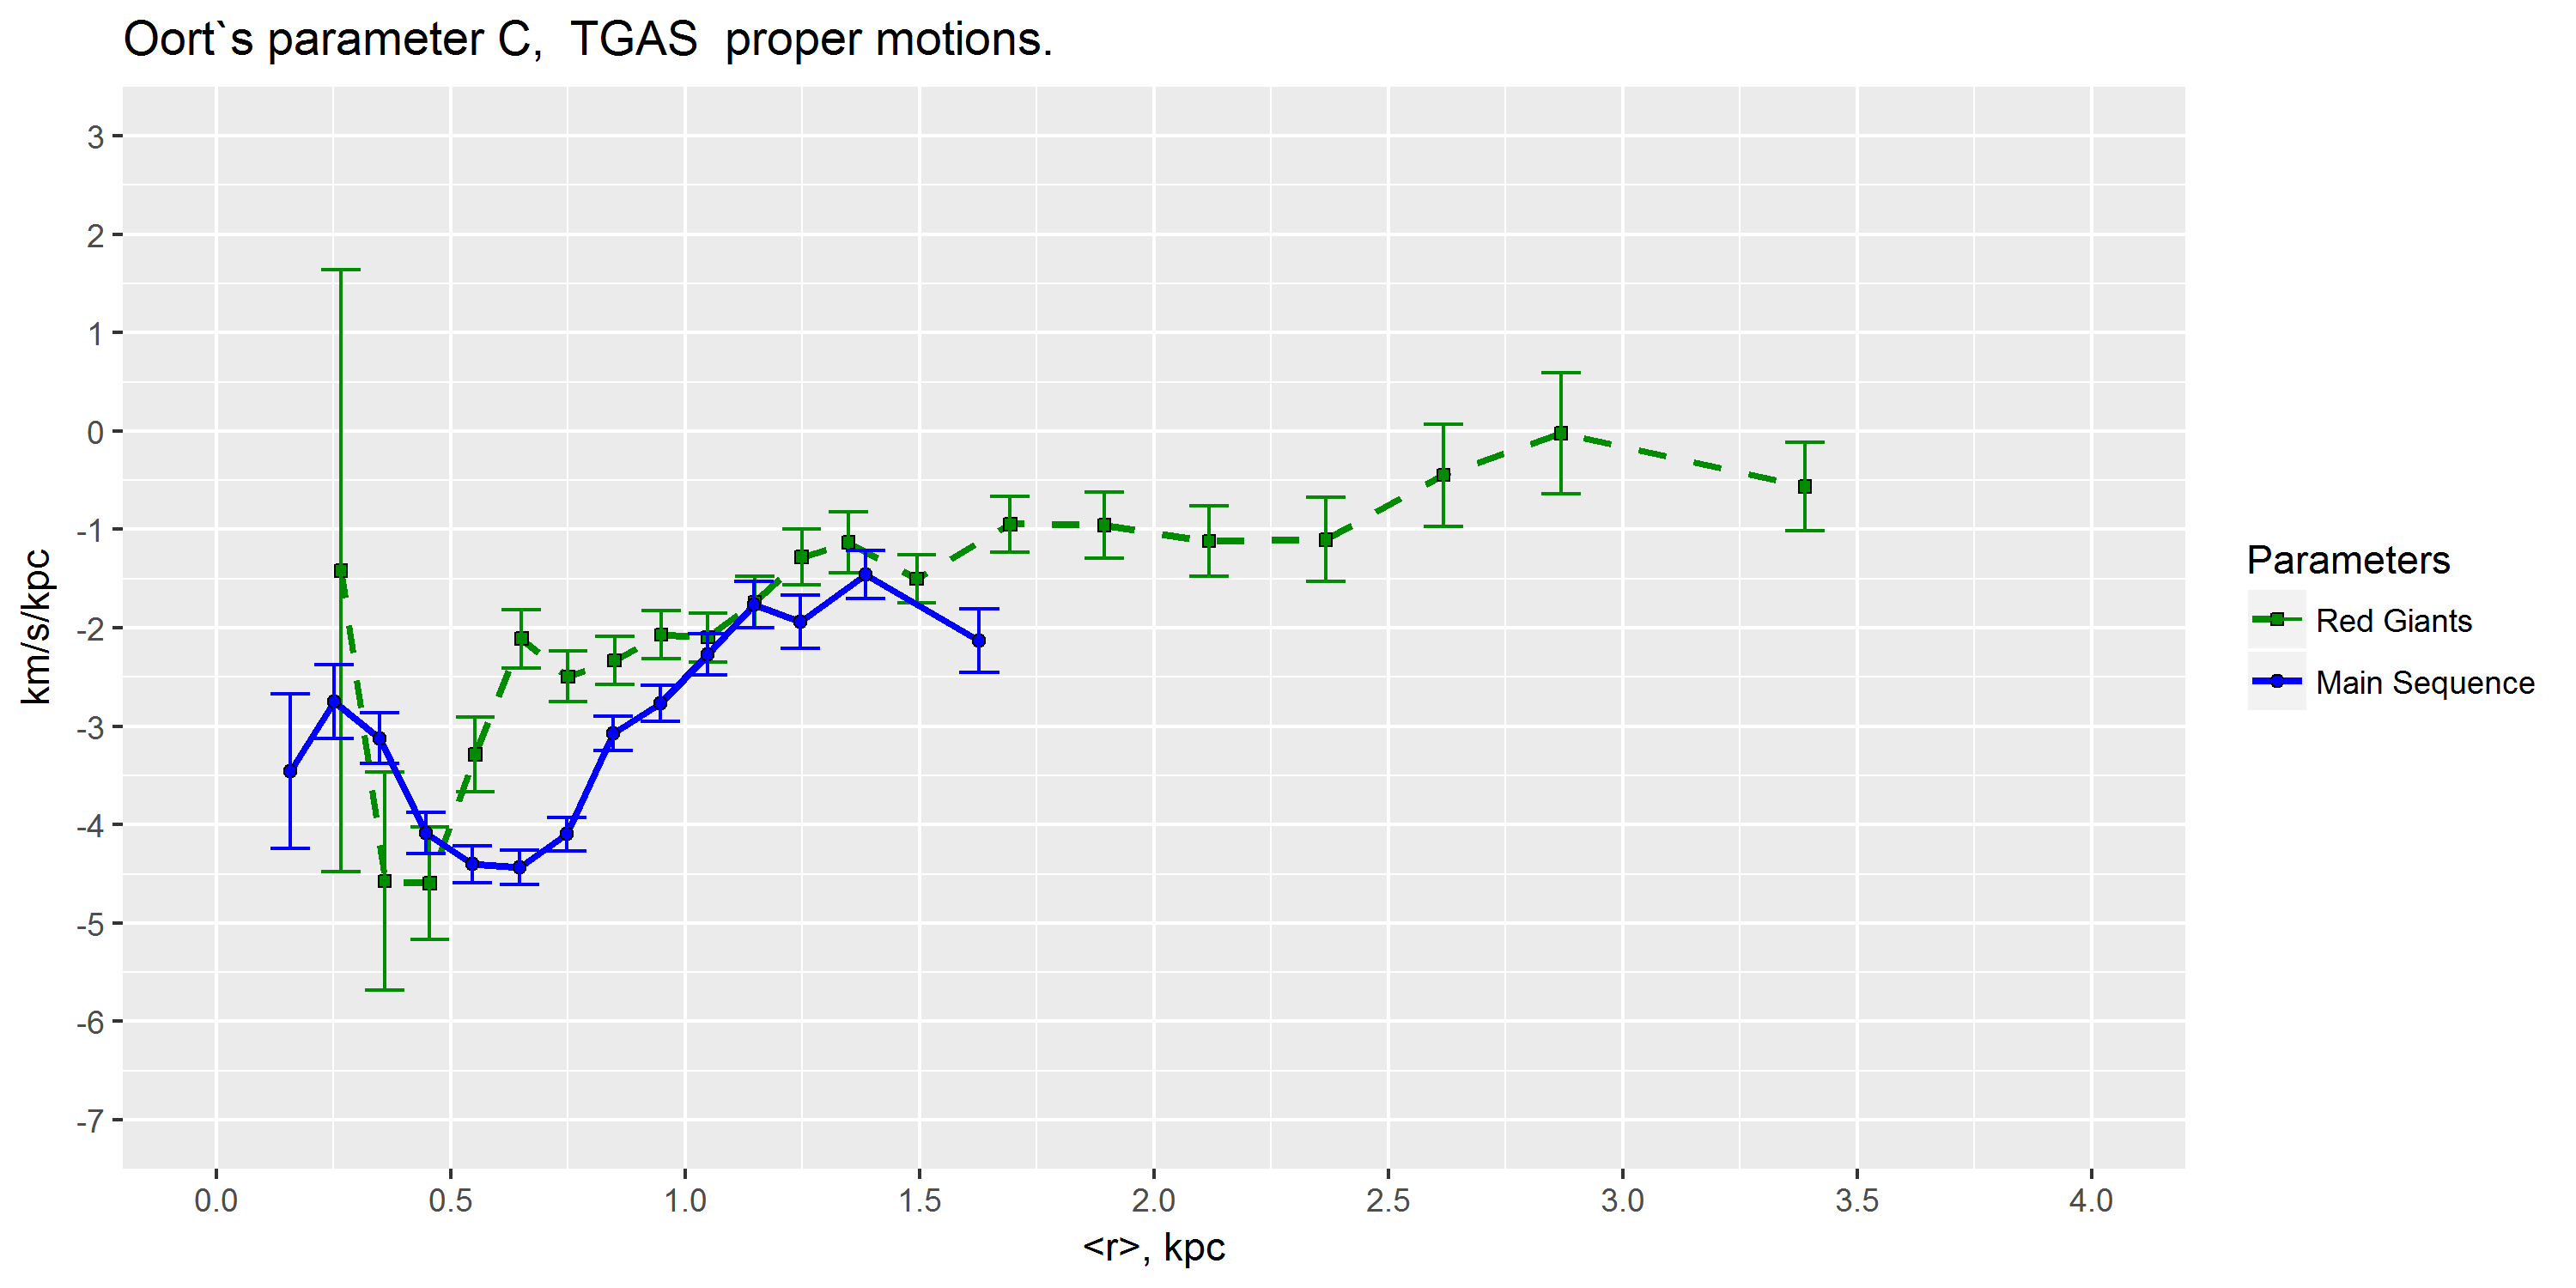 Oort`s parameter C,  TGAS  proper motions.
3
2
1
0
-1
-2
-3
-4
-5
-6
-7
km/s/kpc
0.0 0.5 1.0 1.5 2.0 2.5 3.0 3.5 4.0
<r>, kpc
Parameters
Red Giants
Main Sequence